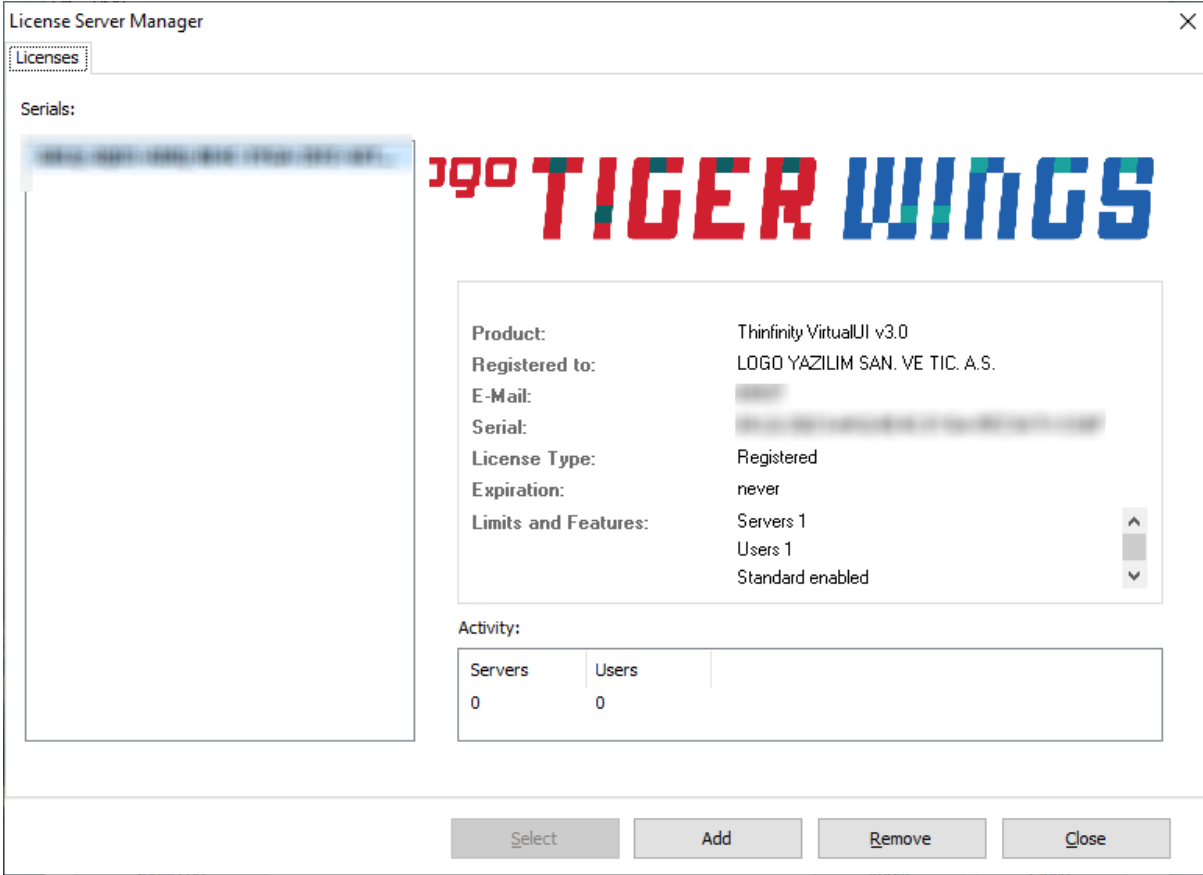 License Server Manager
Licenses
Serials:
TIGER WINGS
Product: Thinfinity VirtualUI v3.0
Registered to: LOGO YAZILIM SAN. VE TIC. A.S.
E-Mail:
Serial:
License Type: Registered
Expiration: never
Limits and Features: Servers 1
Users 1
Standard enabled
Activity:
Servers Users
0 0
Select Add Remove Close